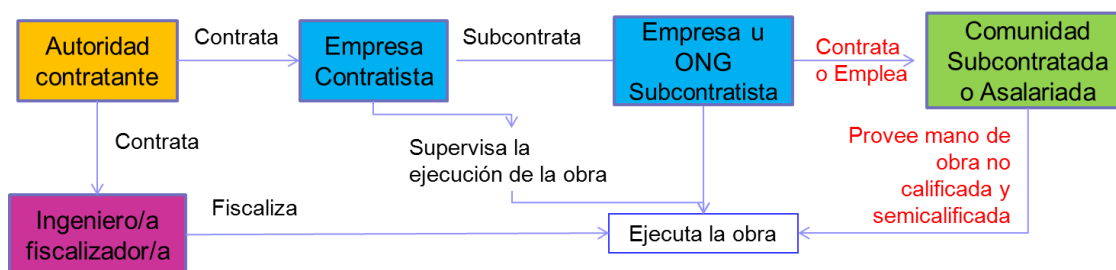 Autoridad
contratante
Contrata
Empresa
Contratista
Subcontrata
Empresa u
ONG
Subcontratista
Contrata
o Emplea
Comunidad
Subcontratada
o Asalariada
Contrata
Supervisa la
ejecución de la obra
Provee mano de
obra no
calificada y
semicalificada
Ingeniero/a
fiscalizador/a
Fiscaliza
Ejecuta la obra